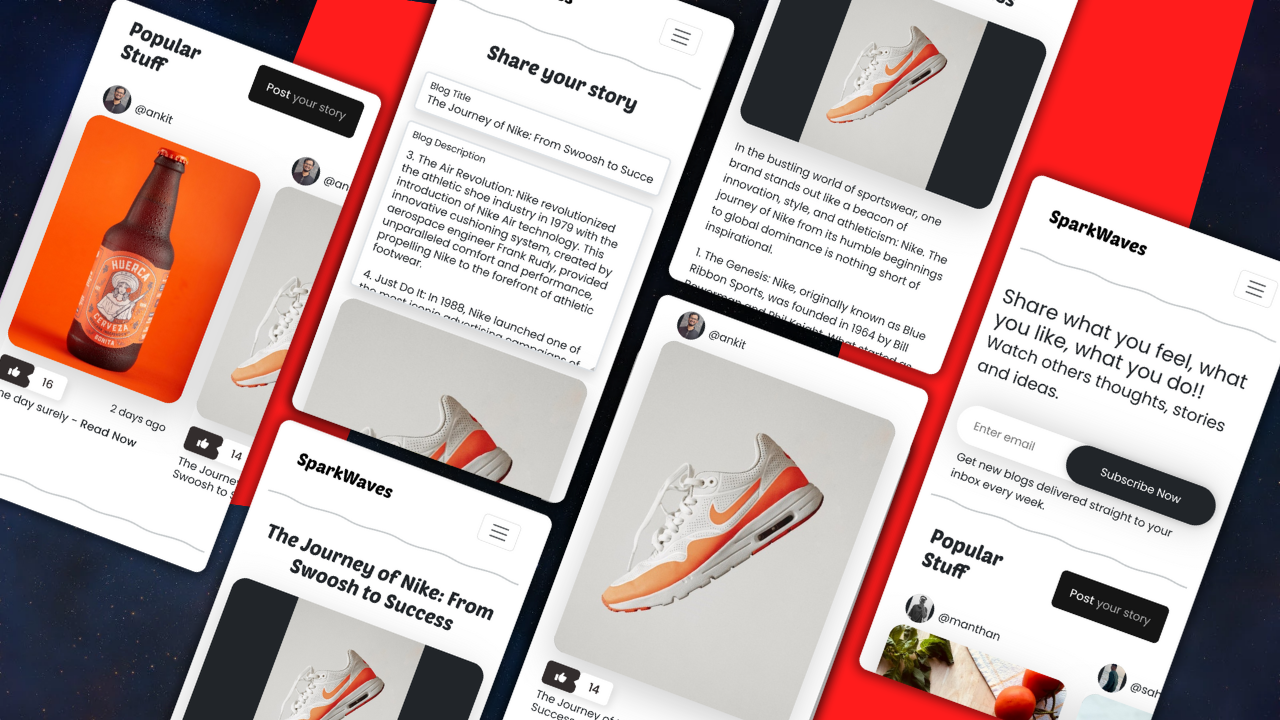 Popular
Stuff
Post your story
@ankit
HUERCA
CERVEZA
BONITA
16
2 days ago
day surely - Read Now
14
The Journey
Swoosh to
Share your story
Blog Title
The Journey of Nike: From Swoosh to Succe
Blog Description
3. The Air Revolution: Nike revolutionized
the athletic shoe industry in 1979 with the
introduction of Nike Air technology. This
innovative cushioning system, created by
aerospace engineer Frank Rudy, provided
unparalleled comfort and performance,
propelling Nike to the forefront of athletic
footwear.
4. Just Do It: In 1988, Nike launched one of
the most iconic advertising campaigns of
SparkWaves
The Journey of Nike: From
Swoosh to Success
In the bustling world of sportswear, one
brand stands out like a beacon of
innovation, style, and athleticism: Nike. The
journey of Nike from its humble beginnings
to global dominance is nothing short of
inspirational.
1. The Genesis: Nike, originally known as Blue
Ribbon Sports, was founded in 1964 by Bill
Bowerman and Phil Knight. What started as
@ankit
14
The Journey of
Success
SparkWaves
Share what you feel, what
you like, what you do!!
Watch others thoughts, stories
and ideas.
Enter email
Subscribe Now
Get new blogs delivered straight to your
inbox every week.
Popular
Stuff
Post your story
@manthan